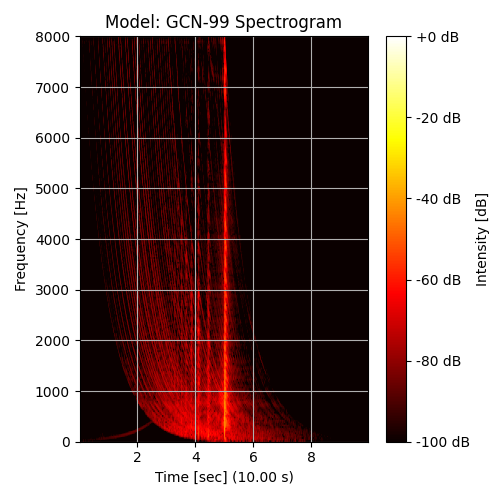 Model: GCN-99 Spectrogram
8000
7000
6000
5000
4000
3000
2000
1000
0
Frequency [Hz]
2
4
6
8
Time [sec] (10.00 s)
+0 dB
-20 dB
-40 dB
-60 dB
-80 dB
-100 dB
Intensity [dB]